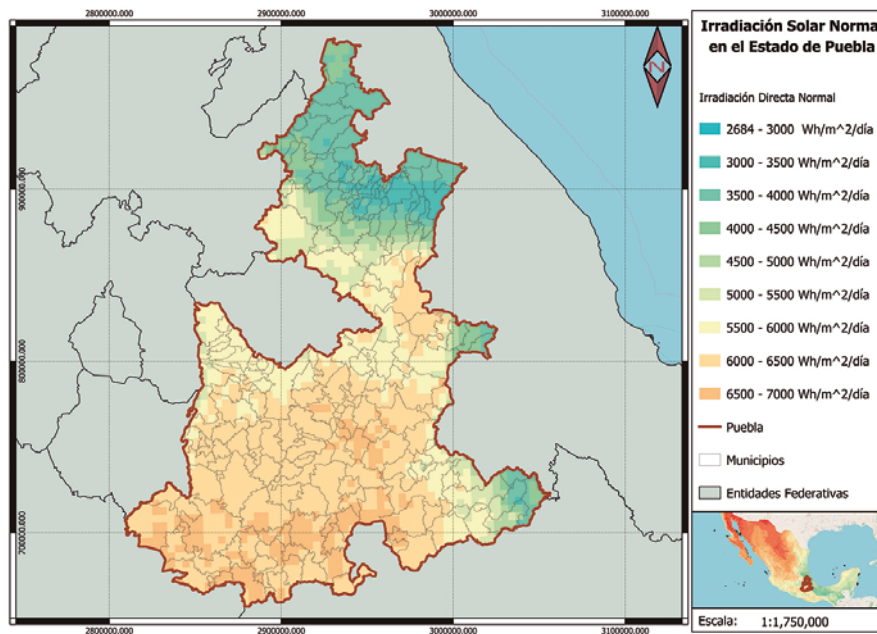 2800000.000 2900000.000 3000000.000 3100000.000
900000.000
800000.000
700000.000
2800000.000 2900000.000 3000000.000 3100000.000
Irradiación Solar Norma
en el Estado de Puebla
N
Irradiación Directa Normal
2684 - 3000 Wh/m^2/día
3000 - 3500 Wh/m^2/día
3500 - 4000 Wh/m^2/día
4000 - 4500 Wh/m^2/día
4500 - 5000 Wh/m^2/día
5000 - 5500 Wh/m^2/día
5500 - 6000 Wh/m^2/día
6000 - 6500 Wh/m^2/día
6500 - 7000 Wh/m^2/día
Puebla
Municipios
Entidades Federativas
Escala: 1:1,750,000